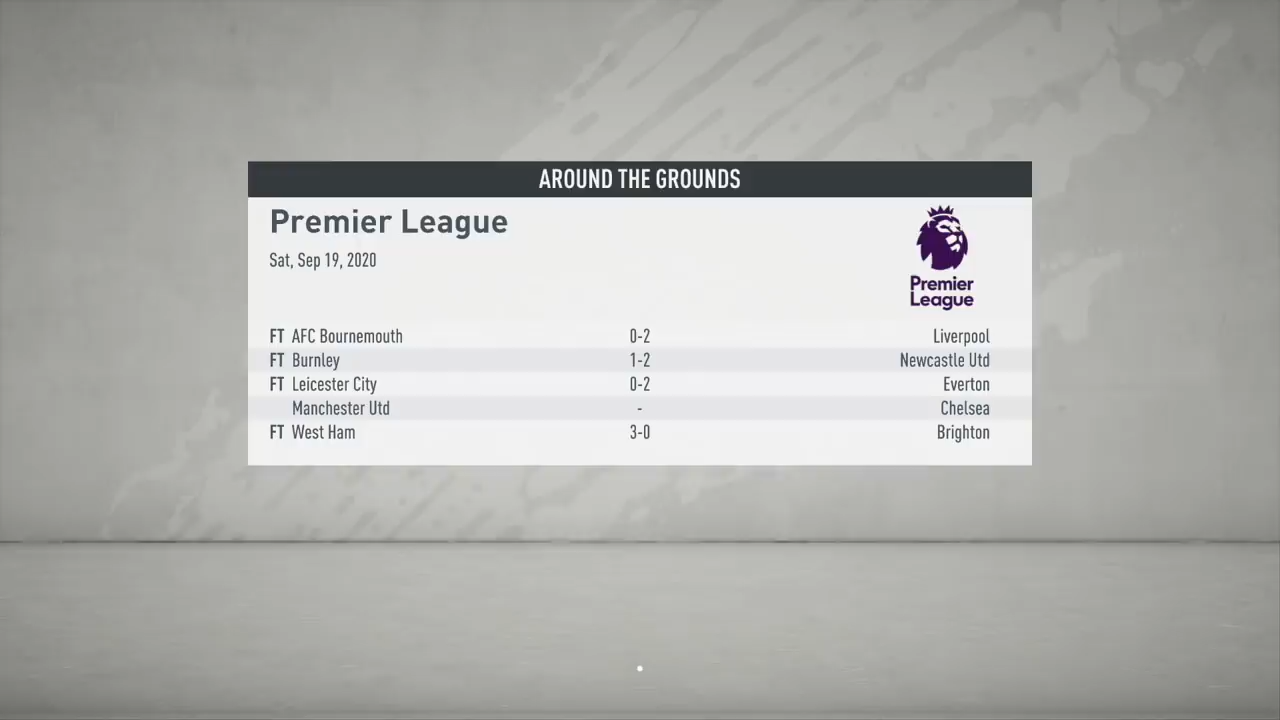 AROUND THE GROUNDS
Premier League
Sat, Sep 19, 2020
Premier
League
FT AFC Bournemouth 0-2 Liverpool
FT Burnley 1-2 Newcastle Utd
FT Leicester City 0-2 Everton
Manchester Utd - Chelsea
FT West Ham 3-0 Brighton